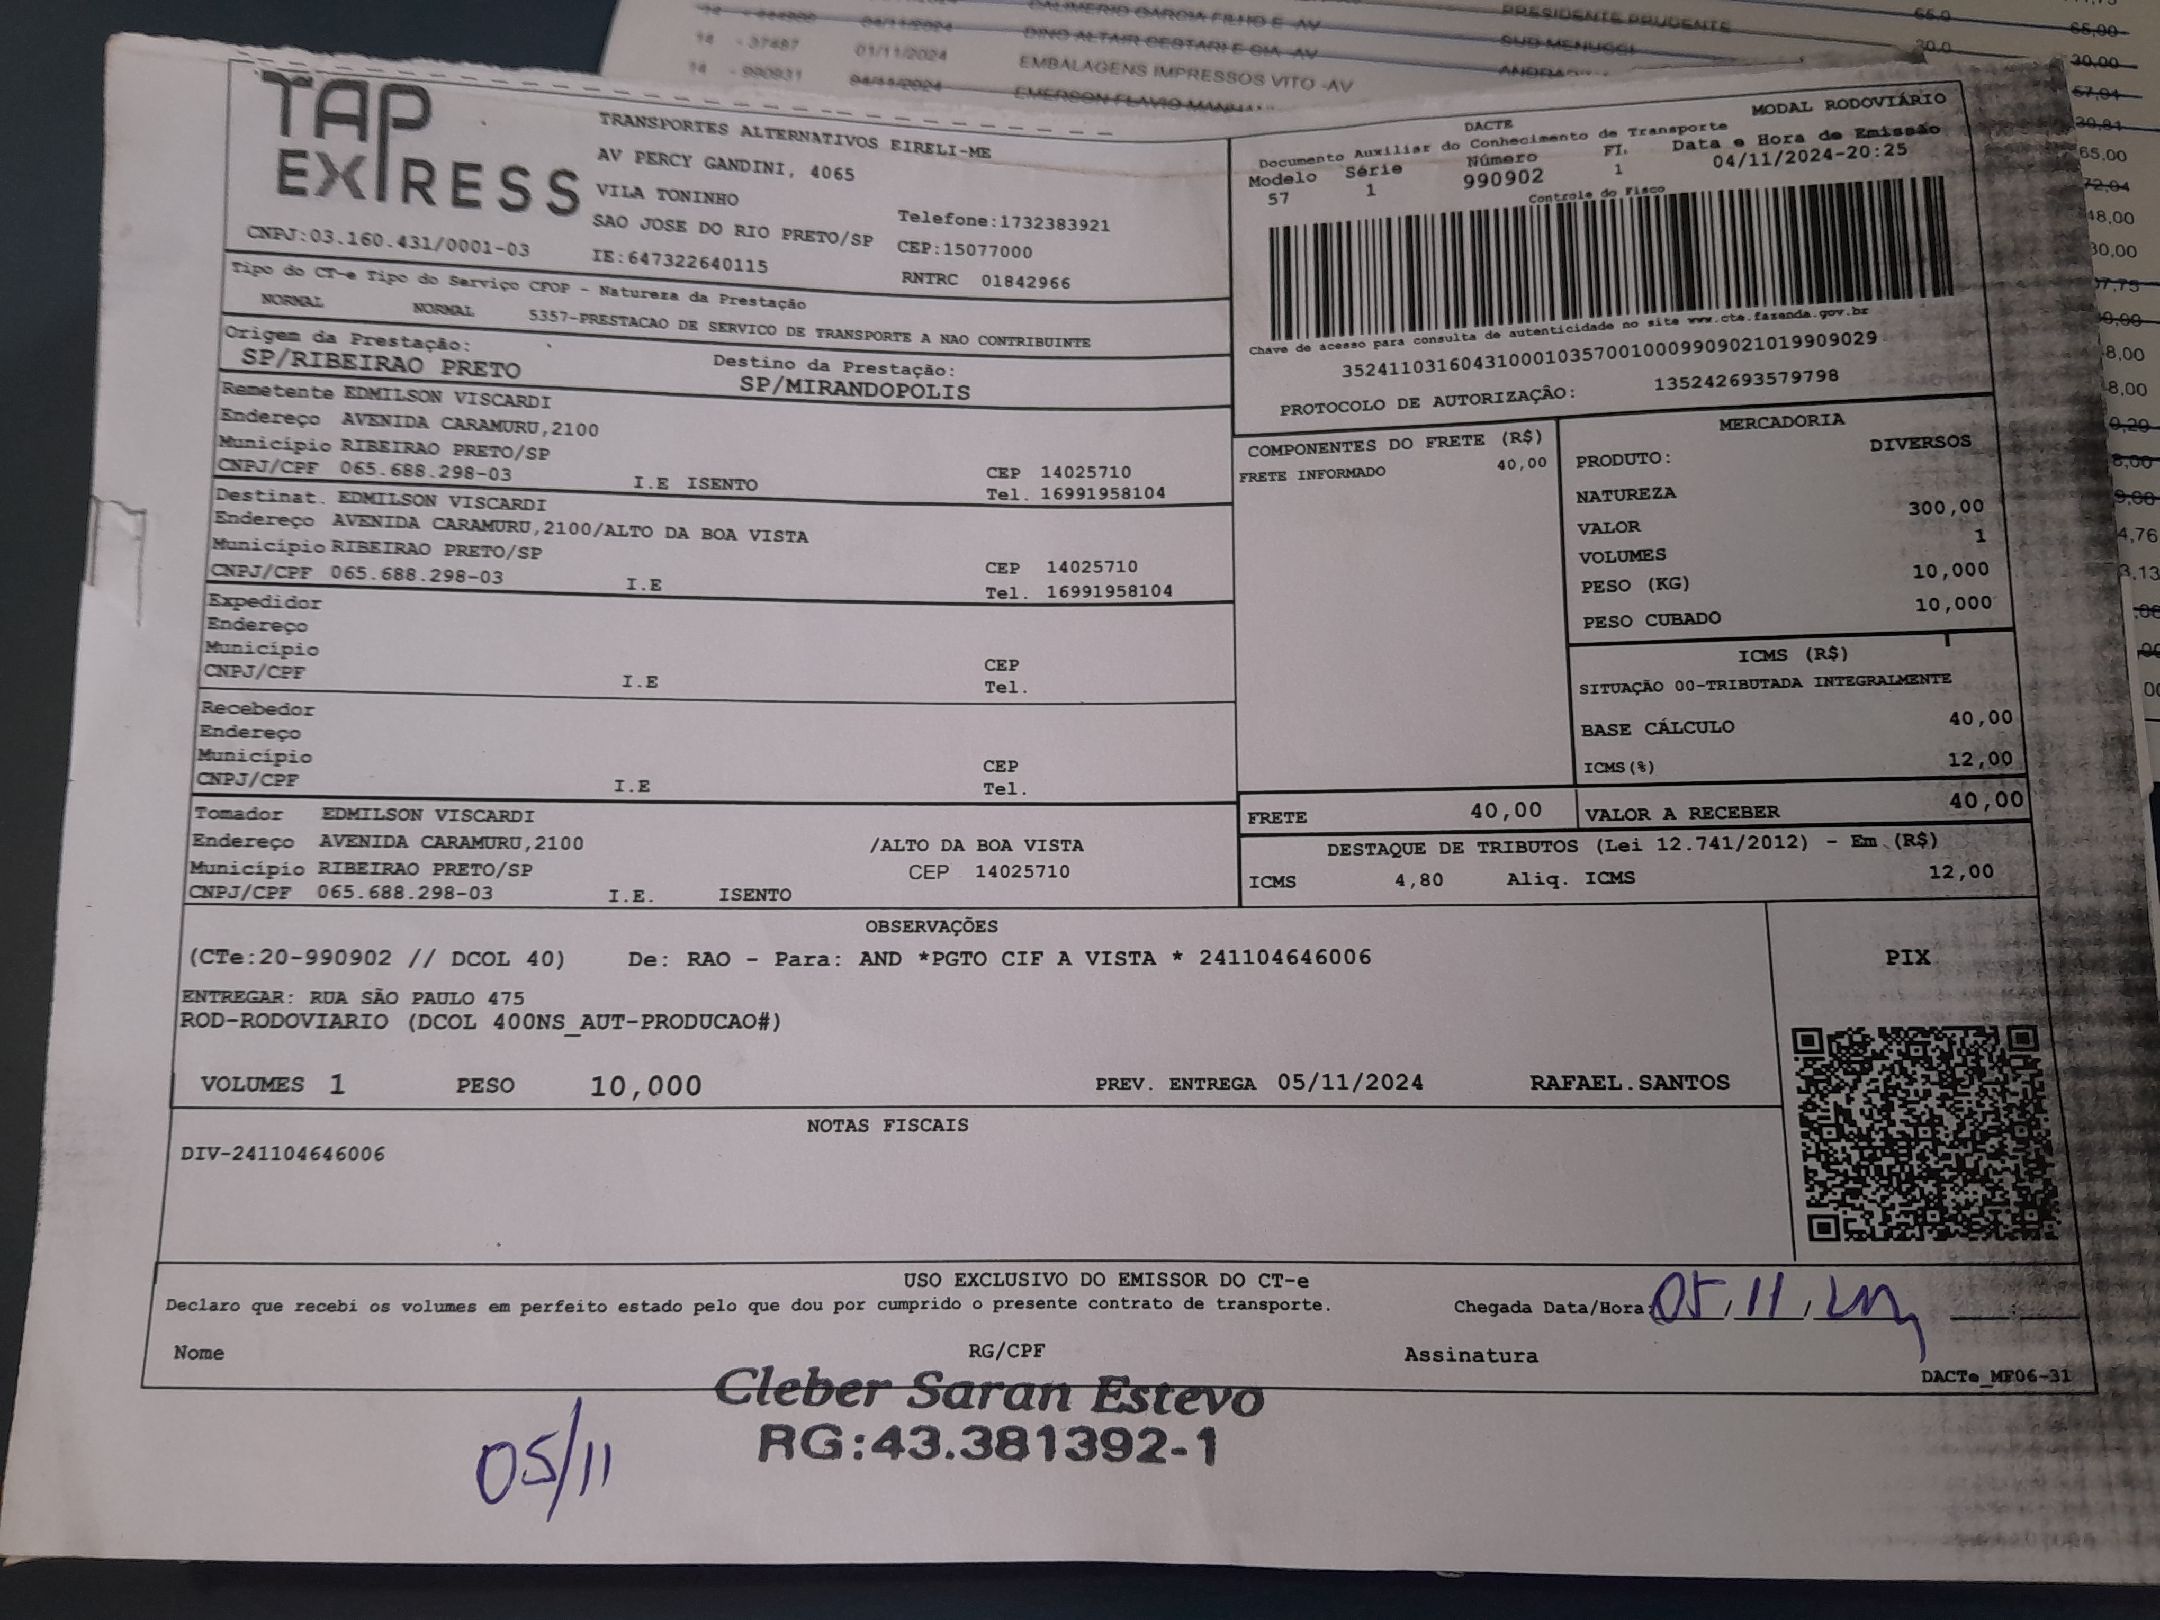 PRESIDENTE PRUDENTE
65,00
14 - 37487 01/11/2024 EMBALAGENS IMPRESSOS VITO -AV
30,00
TAP EXPRESS
TRANSPORTES ALTERNATIVOS EIRELI-ME
AV PERCY GANDINI, 4065
VILA TONINHO
SAO JOSE DO RIO PRETO/SP
Telefone:1732383921
CEP:15077000
CNPJ:03.160.431/0001-03
IE:647322640115
RNTRC 01842966
DACTE
MODAL RODOVIÁRIO
Documento Auxiliar do Conhecimento de Transporte
Modelo Série Número Fl. Data e Hora de Emissão
57 1 990902 1 04/11/2024-20:25
Controle do Fisco
Chave de acesso para consulta de autenticidade no site www.cte.fazenda.gov.br
35241103160431000103570010009909021019909029
PROTOCOLO DE AUTORIZAÇÃO: 135242693579798
Tipo do CT-e Tipo do Serviço CFOP - Natureza da Prestação
NORMAL NORMAL 5357-PRESTACAO DE SERVICO DE TRANSPORTE A NAO CONTRIBUINTE
Origem da Prestação: Destino da Prestação:
SP/RIBEIRAO PRETO SP/MIRANDOPOLIS
Remetente EDMILSON VISCARDI
Endereço AVENIDA CARAMURU,2100
Município RIBEIRAO PRETO/SP CEP 14025710
CNPJ/CPF 065.688.298-03 I.E ISENTO Tel. 16991958104
Destinat. EDMILSON VISCARDI
Endereço AVENIDA CARAMURU,2100/ALTO DA BOA VISTA
Município RIBEIRAO PRETO/SP CEP 14025710
CNPJ/CPF 065.688.298-03 I.E Tel. 16991958104
Expedidor
Endereço
Município CEP
CNPJ/CPF I.E Tel.
Recebedor
Endereço
Município CEP
CNPJ/CPF I.E Tel.
Tomador EDMILSON VISCARDI
Endereço AVENIDA CARAMURU,2100 /ALTO DA BOA VISTA
Município RIBEIRAO PRETO/SP CEP 14025710
CNPJ/CPF 065.688.298-03 I.E. ISENTO
COMPONENTES DO FRETE (R$)
FRETE INFORMADO 40,00
MERCADORIA
PRODUTO: DIVERSOS
NATUREZA
VALOR 300,00
VOLUMES 1
PESO (KG) 10,000
PESO CUBADO 10,000
ICMS (R$)
SITUAÇÃO 00-TRIBUTADA INTEGRALMENTE
BASE CÁLCULO 40,00
ICMS(%) 12,00
FRETE 40,00 VALOR A RECEBER 40,00
DESTAQUE DE TRIBUTOS (Lei 12.741/2012) - Em (R$)
ICMS 4,80 Aliq. ICMS 12,00
OBSERVAÇÕES
(CTe:20-990902 // DCOL 40) De: RAO - Para: AND *PGTO CIF A VISTA * 241104646006
ENTREGAR: RUA SÃO PAULO 475
ROD-RODOVIARIO (DCOL 400NS_AUT-PRODUCAO#)
VOLUMES 1 PESO 10,000 PREV. ENTREGA 05/11/2024 RAFAEL.SANTOS
PIX
NOTAS FISCAIS
DIV-241104646006
USO EXCLUSIVO DO EMISSOR DO CT-e
Declaro que recebi os volumes em perfeito estado pelo que dou por cumprido o presente contrato de transporte. Chegada Data/Hora: 05/11/
Nome RG/CPF Assinatura
DACTe_MF06-31
Cleber Saran Estevo
RG:43.381392-1
05/11